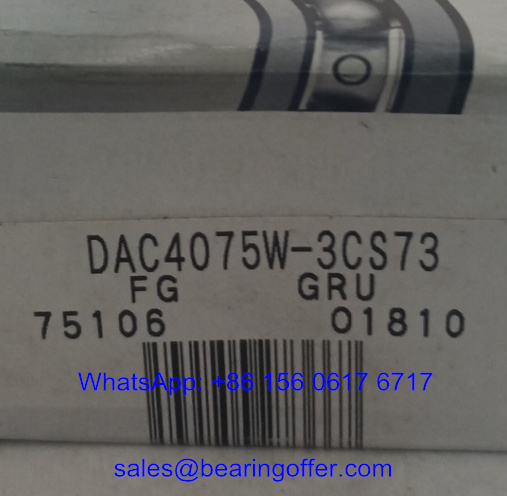 DAC4075W-3CS73
FG GRU
75106 01810
WhatsApp: +86 156 0617 6717
sales@bearingoffer.com